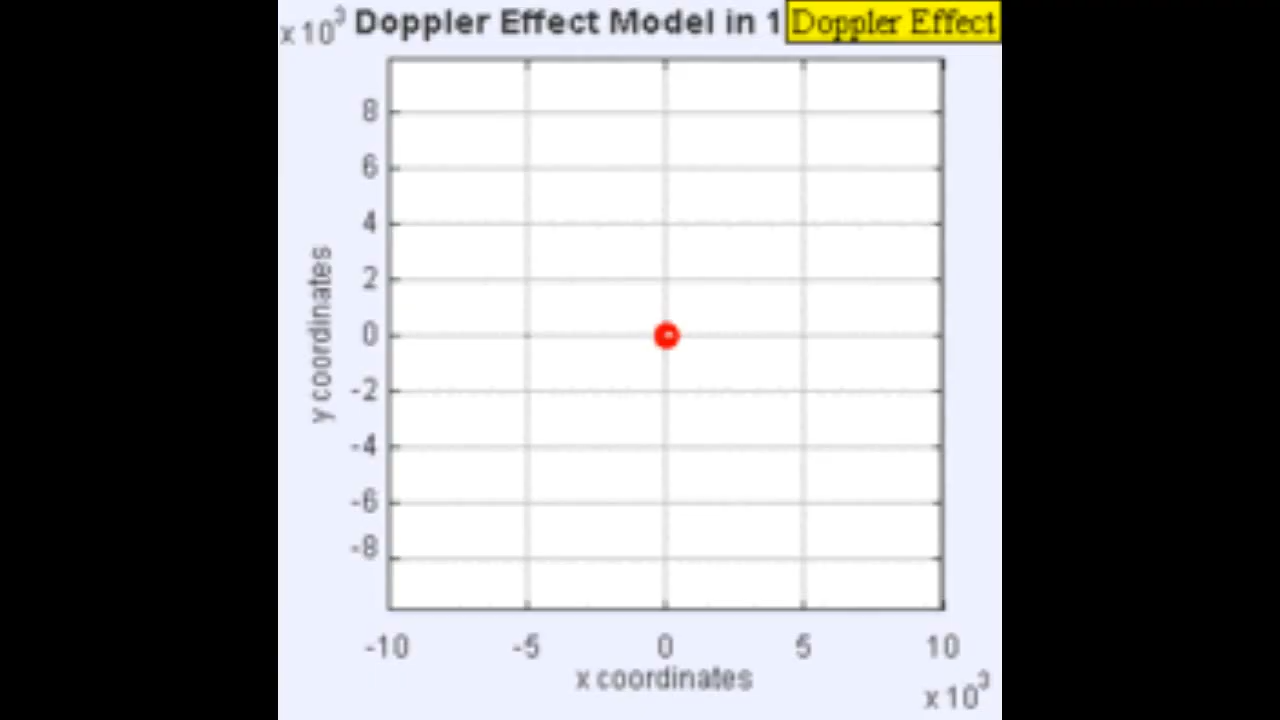 x 10³ Doppler Effect Model in 1 Doppler Effect
8
6
4
2
0
-2
-4
-6
-8
y coordinates
-10 -5 0 5 10
x coordinates
x 10³